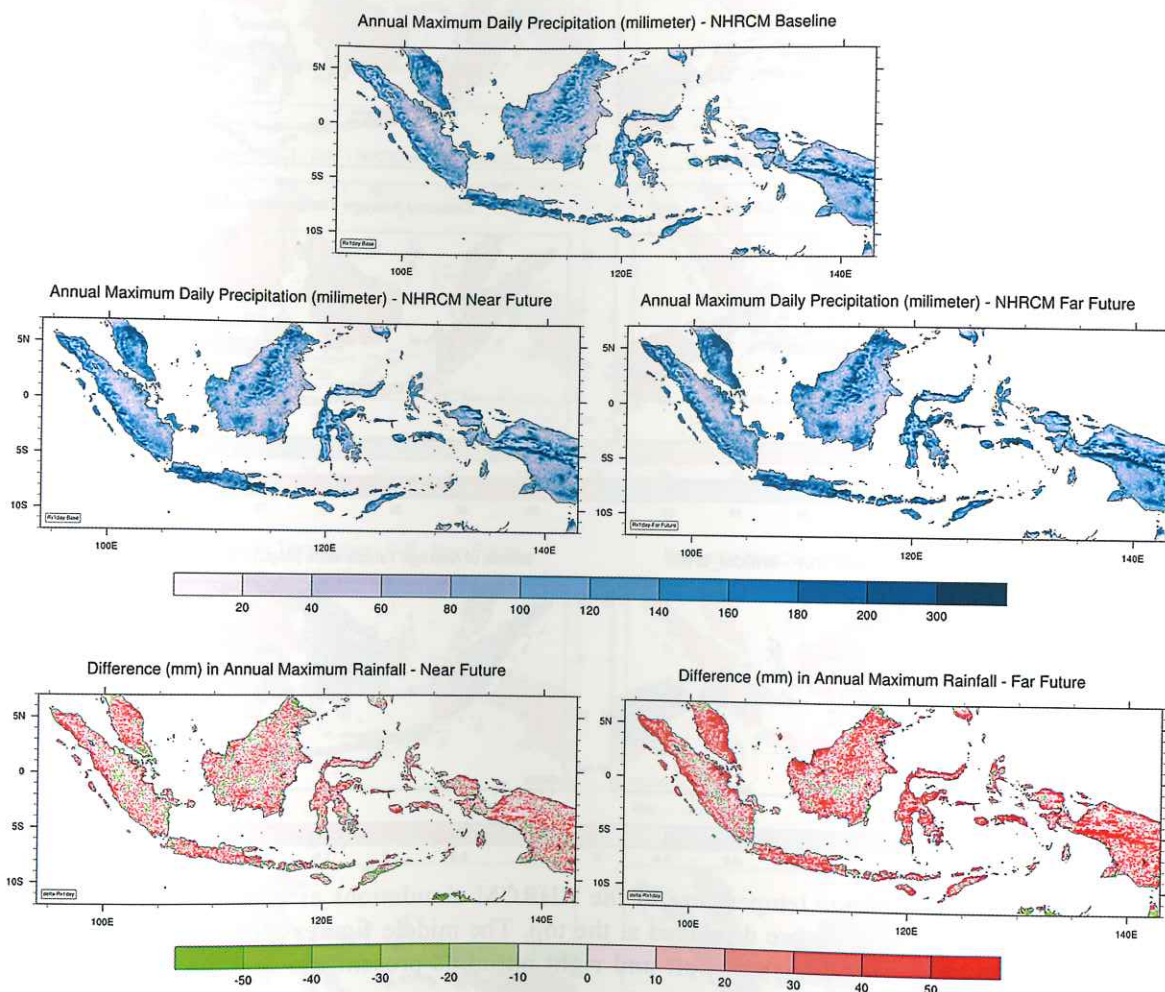 Annual Maximum Daily Precipitation (milimeter) - NHRCM Baseline
5N
0
5S
10S
Rx1day Base
100E 120E 140E
Annual Maximum Daily Precipitation (milimeter) - NHRCM Near Future
5N
0
5S
10S
Rx1day-Base
100E 120E 140E
Annual Maximum Daily Precipitation (milimeter) - NHRCM Far Future
5N
0
5S
10S
Rx1day-Far Future
100E 120E 140E
20 40 60 80 100 120 140 160 180 200 300
Difference (mm) in Annual Maximum Rainfall - Near Future
5N
0
5S
10S
delta-Rx1day
100E 120E 140E
Difference (mm) in Annual Maximum Rainfall - Far Future
5N
0
5S
10S
delta-Rx1day
100E 120E 140E
-50 -40 -30 -20 -10 0 10 20 30 40 50